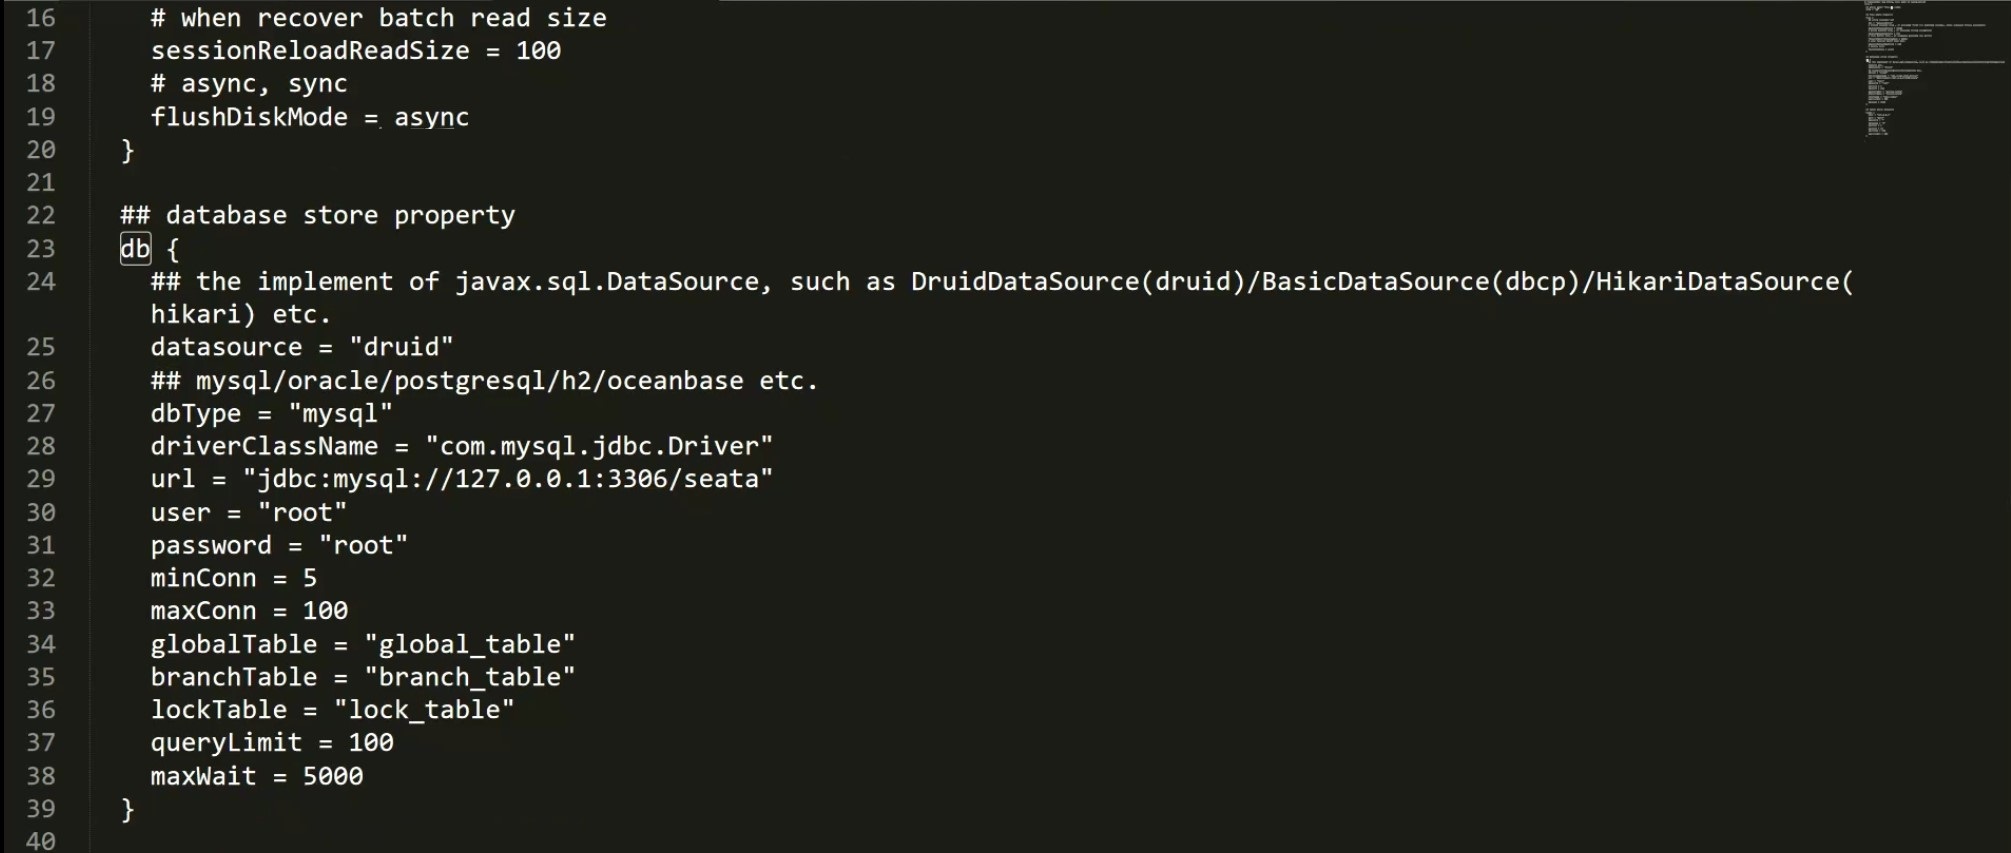 16 # when recover batch read size
17 sessionReloadReadSize = 100
18 # async, sync
19 flushDiskMode = async
20 }
21
22 ## database store property
23 db {
24 ## the implement of javax.sql.DataSource, such as DruidDataSource(druid)/BasicDataSource(dbcp)/HikariDataSource(
hikari) etc.
25 datasource = "druid"
26 ## mysql/oracle/postgresql/h2/oceanbase etc.
27 dbType = "mysql"
28 driverClassName = "com.mysql.jdbc.Driver"
29 url = "jdbc:mysql://127.0.0.1:3306/seata"
30 user = "root"
31 password = "root"
32 minConn = 5
33 maxConn = 100
34 globalTable = "global_table"
35 branchTable = "branch_table"
36 lockTable = "lock_table"
37 queryLimit = 100
38 maxWait = 5000
39 }
40